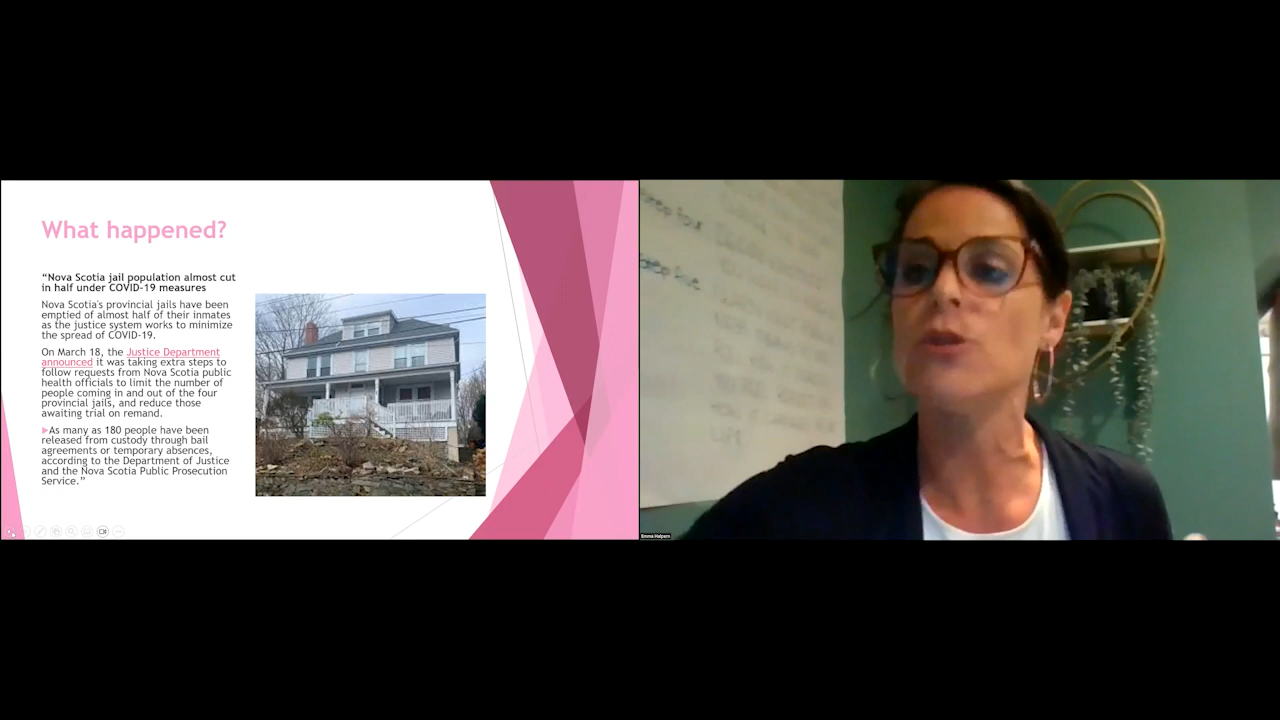 What happened?
“Nova Scotia jail population almost cut
in half under COVID-19 measures
Nova Scotia's provincial jails have been
emptied of almost half of their inmates
as the justice system works to minimize
the spread of COVID-19.
On March 18, the Justice Department
announced it was taking extra steps to
follow requests from Nova Scotia public
health officials to limit the number of
people coming in and out of the four
provincial jails, and reduce those
awaiting trial on remand.
As many as 180 people have been
released from custody through bail
agreements or temporary absences,
according to the Department of Justice
and the Nova Scotia Public Prosecution
Service.”
Emma Halpern